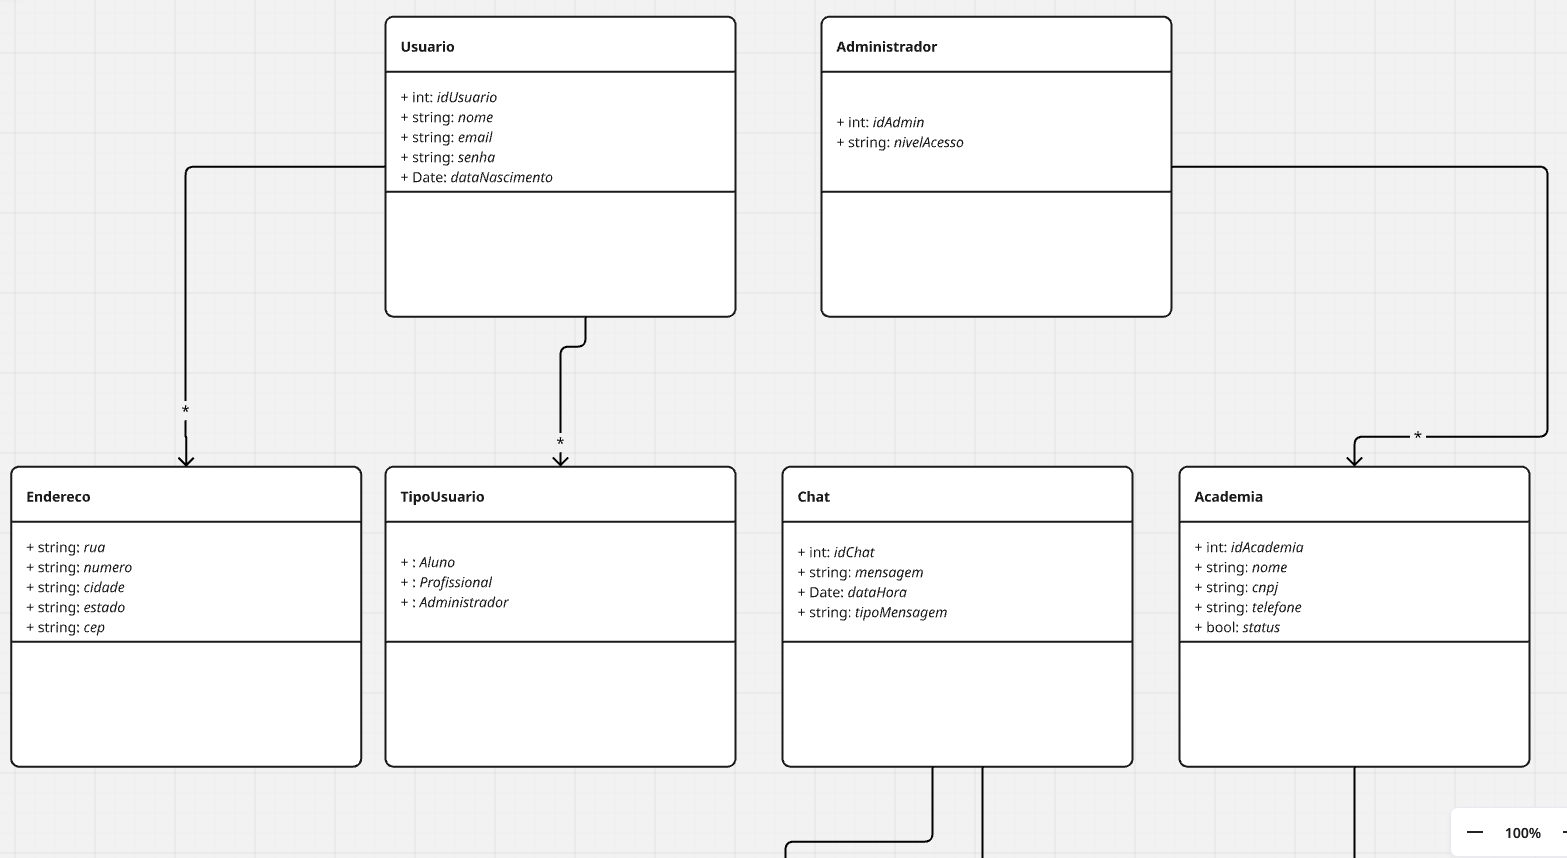 Usuario
+ int: idUsuario
+ string: nome
+ string: email
+ string: senha
+ Date: dataNascimento
Administrador
+ int: idAdmin
+ string: nivelAcesso
*
*
*
Endereco
+ string: rua
+ string: numero
+ string: cidade
+ string: estado
+ string: cep
TipoUsuario
+ : Aluno
+ : Profissional
+ : Administrador
Chat
+ int: idChat
+ string: mensagem
+ Date: dataHora
+ string: tipoMensagem
Academia
+ int: idAcademia
+ string: nome
+ string: cnpj
+ string: telefone
+ bool: status
100%